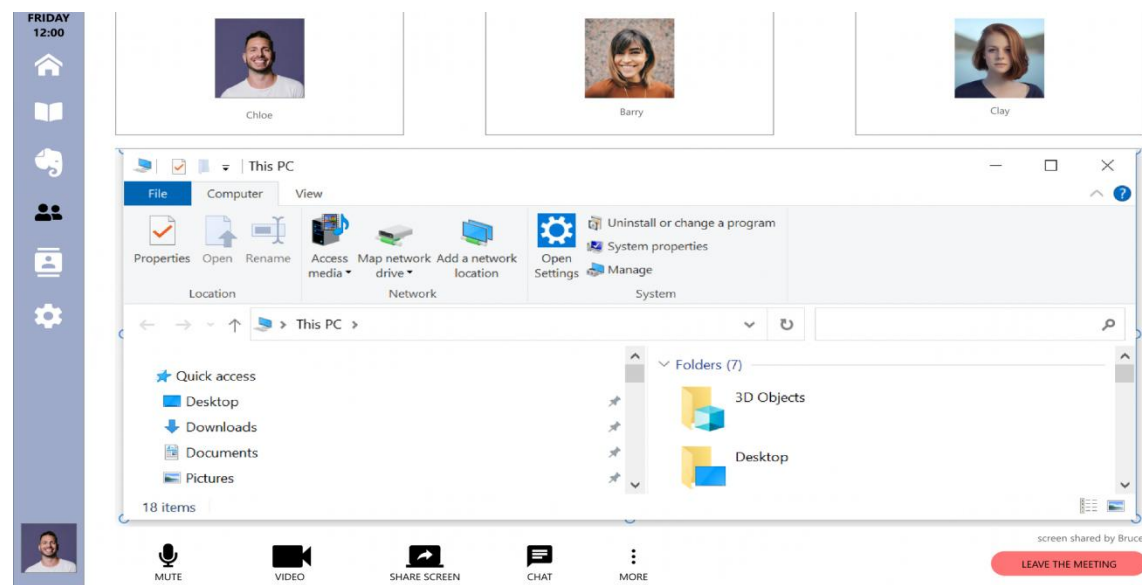 FRIDAY
12:00
Chloe
Barry
Clay
This PC
File Computer View
Properties Open Rename
Access media
Map network drive
Add a network location
Open Settings
Uninstall or change a program
System properties
Manage
Location Network System
This PC
Quick access
Desktop
Downloads
Documents
Pictures
Folders (7)
3D Objects
Desktop
18 items
screen shared by Bruce
MUTE VIDEO SHARE SCREEN CHAT MORE
LEAVE THE MEETING